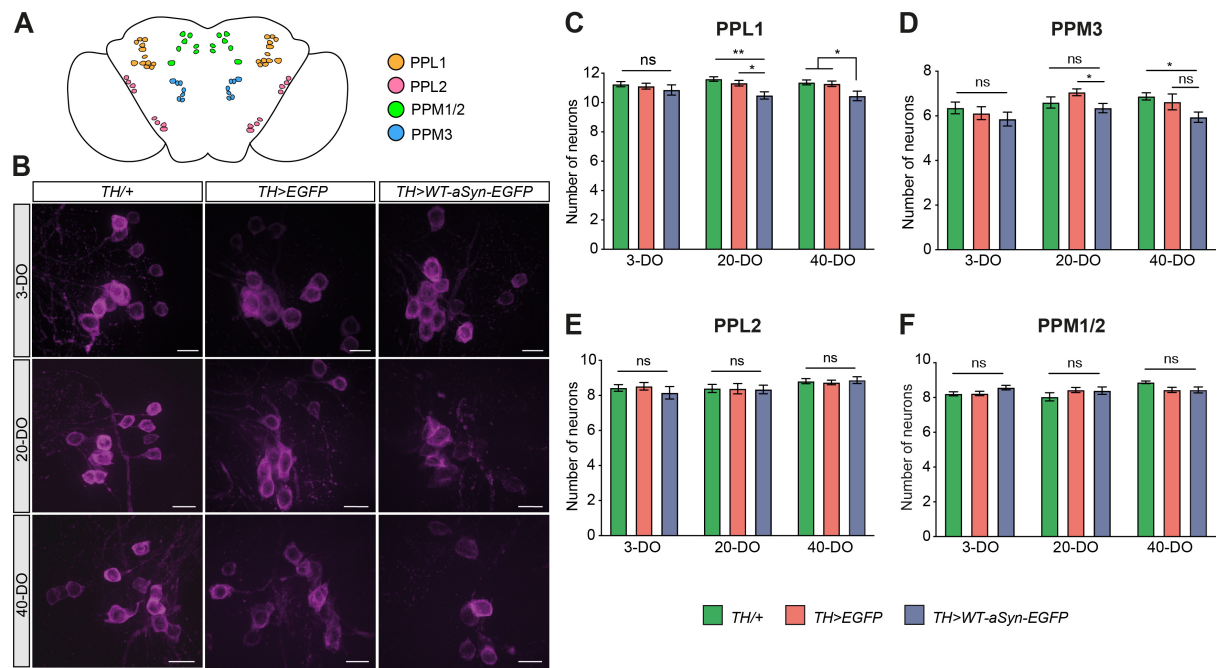 A
PPL1
PPL2
PPM1/2
PPM3
B
TH/+
TH>EGFP
TH>WT-aSyn-EGFP
3-DO
20-DO
40-DO
C
PPL1
Number of neurons
12
10
8
6
4
2
0
ns
**
*
*
3-DO
20-DO
40-DO
D
PPM3
Number of neurons
8
6
4
2
0
ns
ns
*
*
ns
3-DO
20-DO
40-DO
E
PPL2
Number of neurons
10
8
6
4
2
0
ns
ns
ns
3-DO
20-DO
40-DO
F
PPM1/2
Number of neurons
10
8
6
4
2
0
ns
ns
ns
3-DO
20-DO
40-DO
TH/+
TH>EGFP
TH>WT-aSyn-EGFP